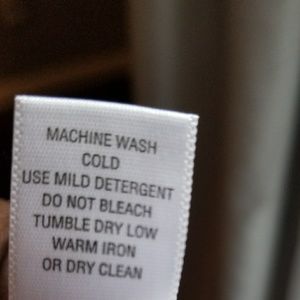 MACHINE WASH
COLD
USE MILD DETERGENT
DO NOT BLEACH
TUMBLE DRY LOW
WARM IRON
OR DRY CLEAN